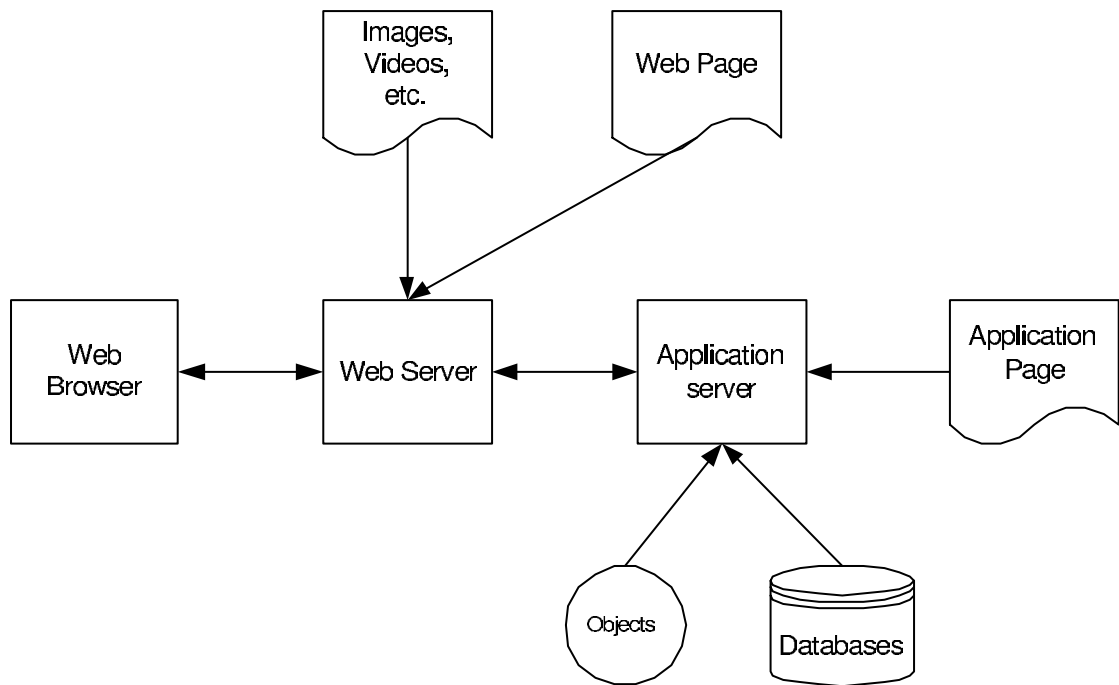 Images,
Videos,
etc.
Web Page
Web
Browser
Web Server
Application
server
Application
Page
Objects
Databases